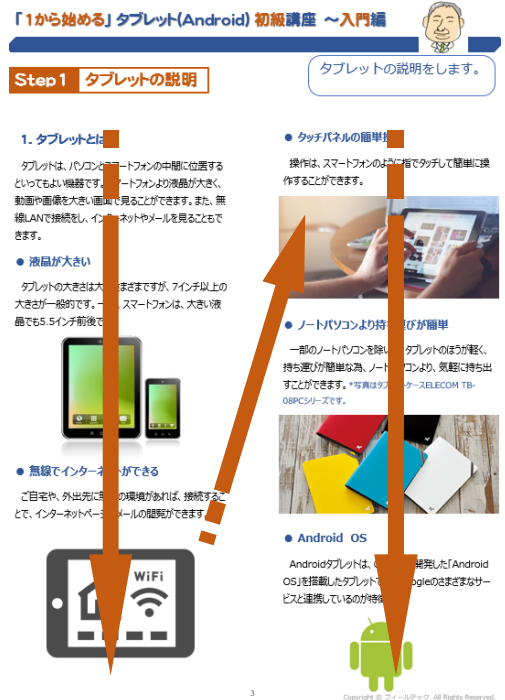 「1から始める」タブレット(Android) 初級講座 ～入門編
Step1 タブレットの説明
タブレットの説明をします。
1. タブレットとは
タブレットは、パソコンとスマートフォンの中間に位置する
といってもよい機器です。スマートフォンより液晶が大きく、
動画や画像を大きい画面で見ることができます。また、無
線LANで接続をし、インターネットやメールを見ることもで
きます。
● 液晶が大きい
タブレットの大きさは大 まざまですが、7インチ以上の
大きさが一般的です。一 、スマートフォンは、大きい液
晶でも5.5インチ前後で
● 無線でインターネットができる
ご自宅や、外出先に無 の環境があれば、接続するこ
とで、インターネットページ メールの閲覧ができます。
WiFi
● タッチパネルの簡単
操作は、スマートフォンのように指でタッチして簡単に操
作することができます。
● ノートパソコンより持ち運びが簡単
一部のノートパソコンを除い 、タブレットのほうが軽く、
持ち運びが簡単な為、ノートパソコンより、気軽に持ち出
すことができます。*写真はタブレットケースELECOM TB-
08PCシリーズです。
● Android OS
Androidタブレットは、 開発した「Android
OS」を搭載したタブレットで Googleのさまざまなサー
ビスと連携しているのが特徴
3
Copyright © フィールテック. All Rights Reserved.